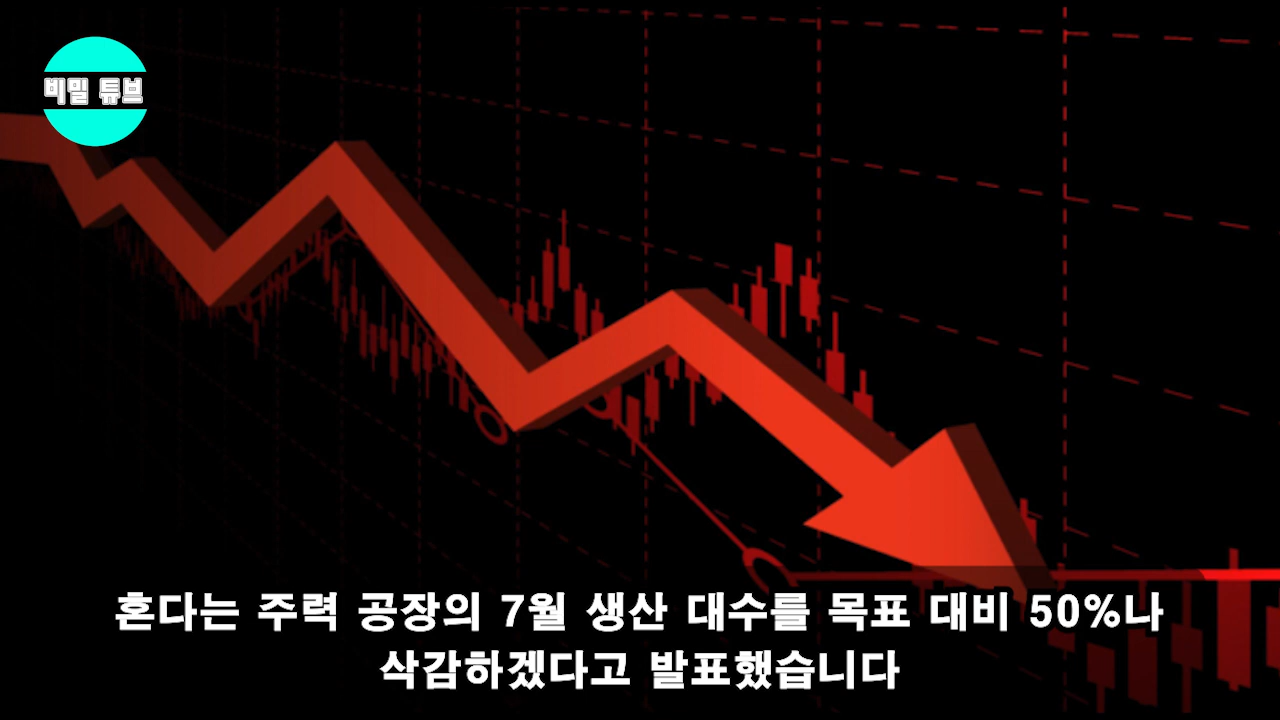 비밀 튜브
혼다는 주력 공장의 7월 생산 대수를 목표 대비 50%나
삭감하겠다고 발표했습니다